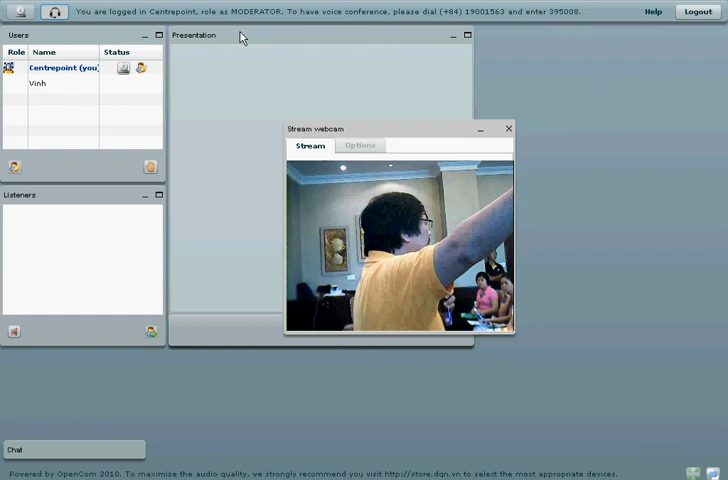 You are logged in Centrepoint, role as MODERATOR. To have voice conference, please dial (+84) 19001563 and enter 395008.
Help
Logout
Users
Role Name Status
Centrepoint (you)
Vinh
Listeners
Presentation
Stream webcam
Stream
Options
Chat
Powered by OpenCom 2010. To maximize the audio quality, we strongly recommend you visit http://store.dqn.vn to select the most appropriate devices.